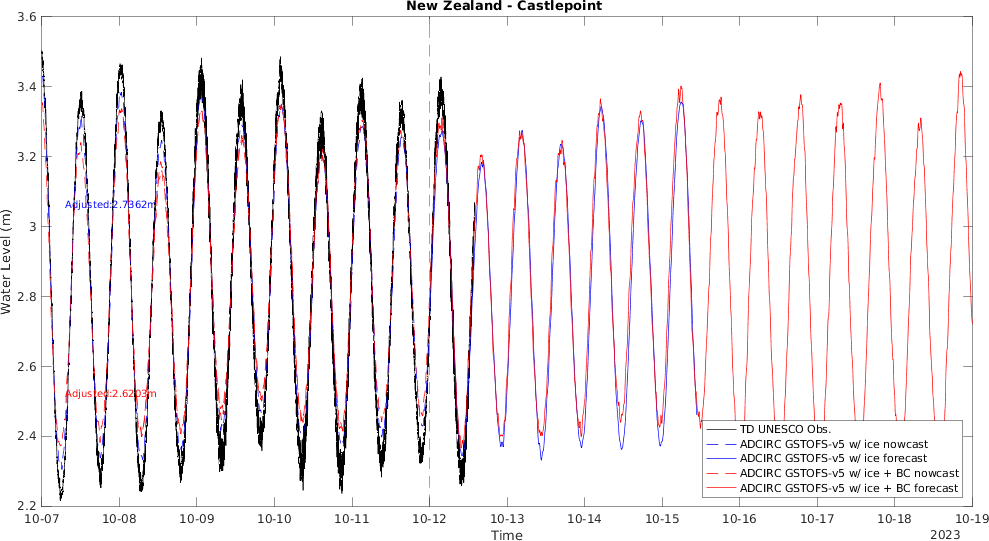 New Zealand - Castlepoint
3.6
3.4
3.2
3
2.8
2.6
2.4
2.2
Water Level (m)
Adjusted:2.7362m
Adjusted:2.6203m
TD UNESCO Obs.
ADCIRC GSTOFS-v5 w/ ice nowcast
ADCIRC GSTOFS-v5 w/ ice forecast
ADCIRC GSTOFS-v5 w/ ice + BC nowcast
ADCIRC GSTOFS-v5 w/ ice + BC forecast
10-07 10-08 10-09 10-10 10-11 10-12 10-13 10-14 10-15 10-16 10-17 10-18 10-19
Time
2023